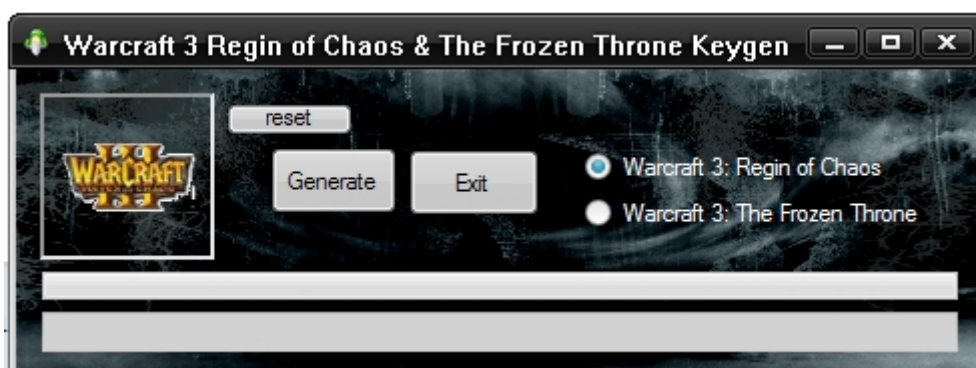 Warcraft 3 Regin of Chaos & The Frozen Throne Keygen
reset
Generate
Exit
Warcraft 3: Regin of Chaos
Warcraft 3: The Frozen Throne
III
WARCRAFT